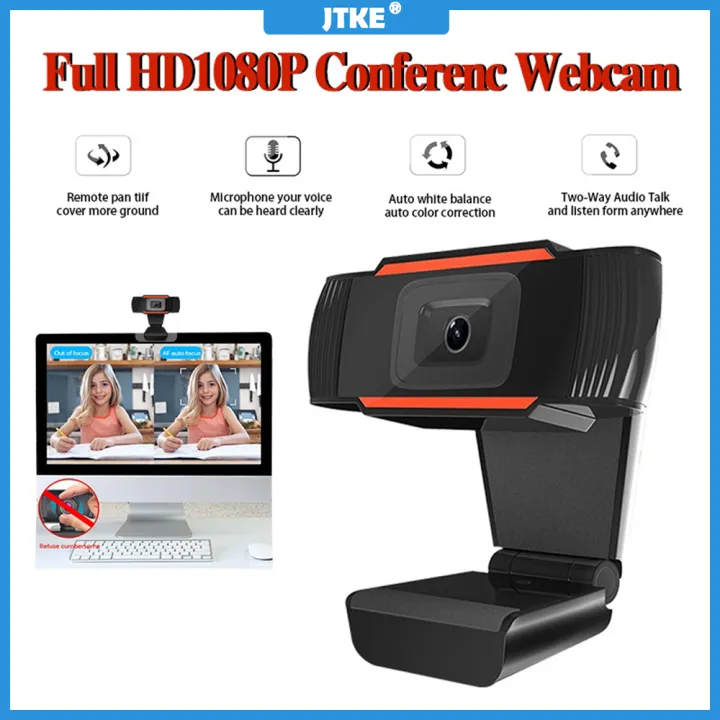 JTKE®
Full HD1080P Conferenc Webcam
Remote pan tiif
cover more ground
Microphone your voice
can be heard clearly
Auto white balance
auto color correction
Two-Way Audio Talk
and listen form anywhere
Out of focus
AF auto focus
Refuse cumbersome